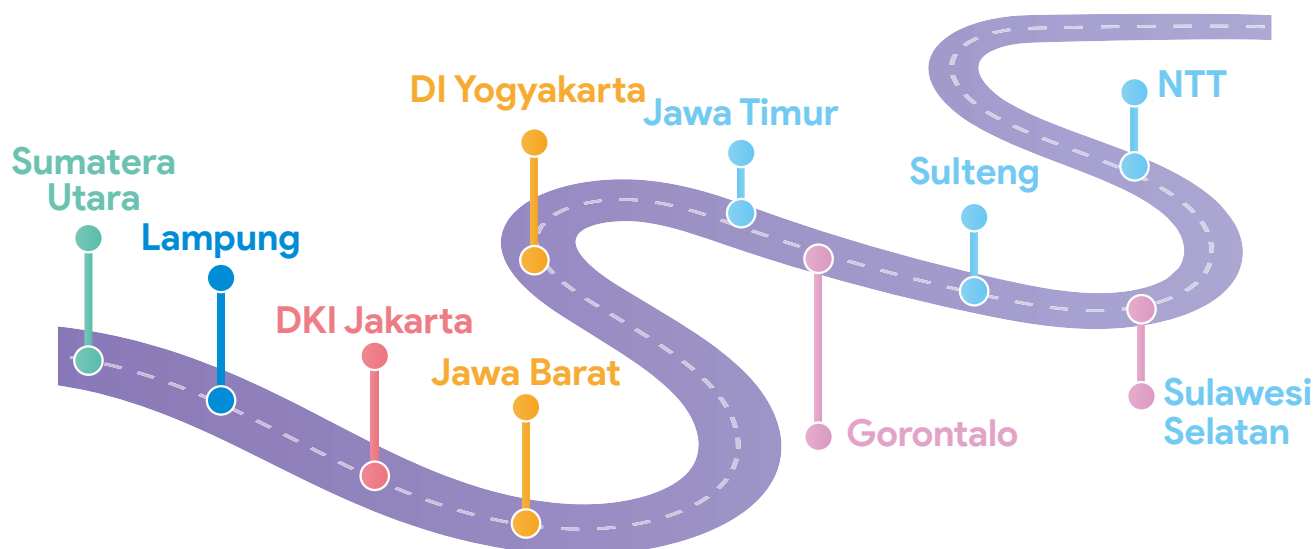 Sumatera
Utara
Lampung
DKI Jakarta
Jawa Barat
DI Yogyakarta
Jawa Timur
Gorontalo
Sulteng
Sulawesi
Selatan
NTT